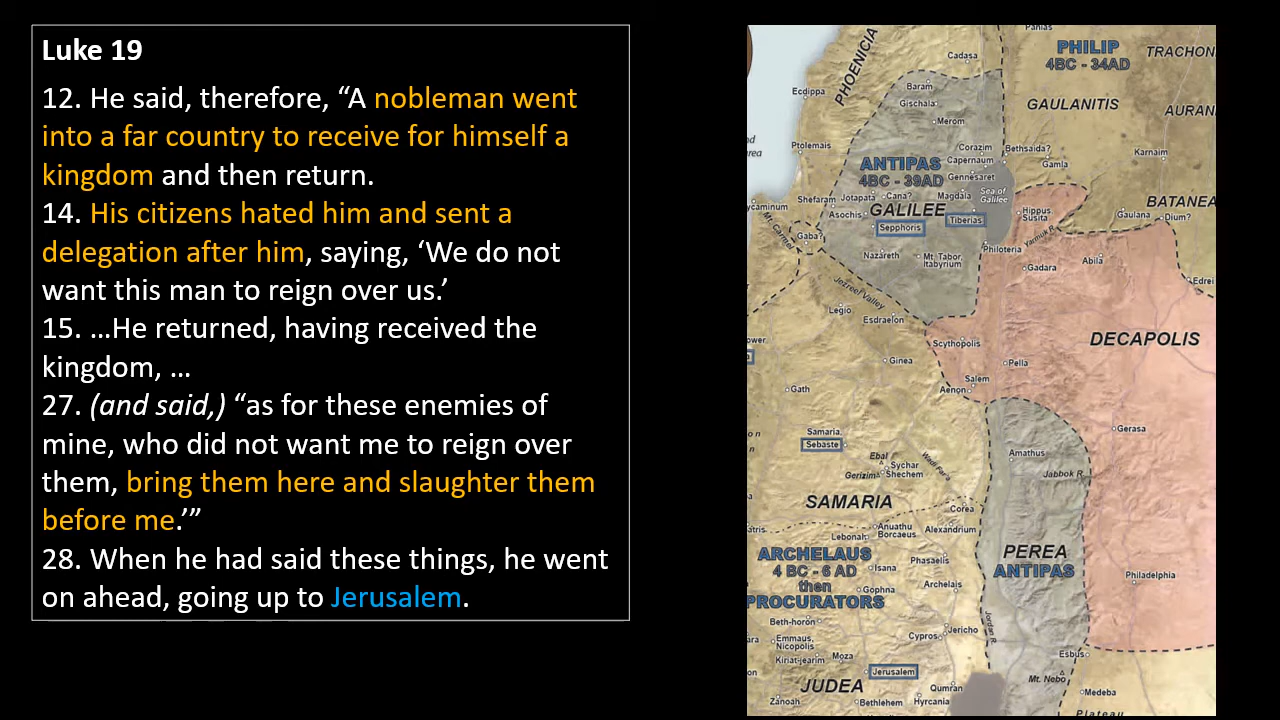 Luke 19
12. He said, therefore, “A nobleman went
into a far country to receive for himself a
kingdom and then return.
14. His citizens hated him and sent a
delegation after him, saying, ‘We do not
want this man to reign over us.’
15. …He returned, having received the
kingdom, …
27. (and said,) “as for these enemies of
mine, who did not want me to reign over
them, bring them here and slaughter them
before me.’”
28. When he had said these things, he went
on ahead, going up to Jerusalem.
Panias
PHOENICIA
Cadasa
PHILIP
4BC - 34AD
TRACHON
Ecdippa
Baram
Gischala
GAULANITIS
AURAN
Merom
Ptolemais
Corazim
Bethsaida?
Karnaim
ANTIPAS
4BC - 39AD
Capernaum
Gamla
Gennesaret
Shefaram
Jotapata
Cana?
Magdala
Sea of
Galilee
BATANEA
Asochis
GALILEE
Tiberias
Hippus
Susita
Gaulana
Dium?
Mt. Carmel
Gaba?
Sepphoris
Yarmuk R.
Nazareth
Mt. Tabor,
Itabyrium
Philoteria
Gadara
Abila
Edrei
Jezreel Valley
Legio
Esdraelon
DECAPOLIS
Scythopolis
Ginea
Pella
Gath
Salem
Aenon
Samaria,
Sebaste
Gerasa
Amathus
Ebal
Sychar
Shechem
Gerizim
Wadi Far
Jabbok R.
SAMARIA
Corea
Anuathu
Borcaeus
Alexandrium
Lebonah
ARCHELAUS
4 BC - 6 AD
then
PROCURATORS
Isana
Phasaelis
PEREA
ANTIPAS
Philadelphia
Gophna
Archelais
Beth-horon
Jordan R.
Emmaus,
Nicopolis
Cypros
Jericho
Kiriat-jearim
Moza
Esbus
Jerusalem
Mt. Nebo
JUDEA
Qumran
Medeba
Zanoah
Bethlehem
Hyrcania
Plateau